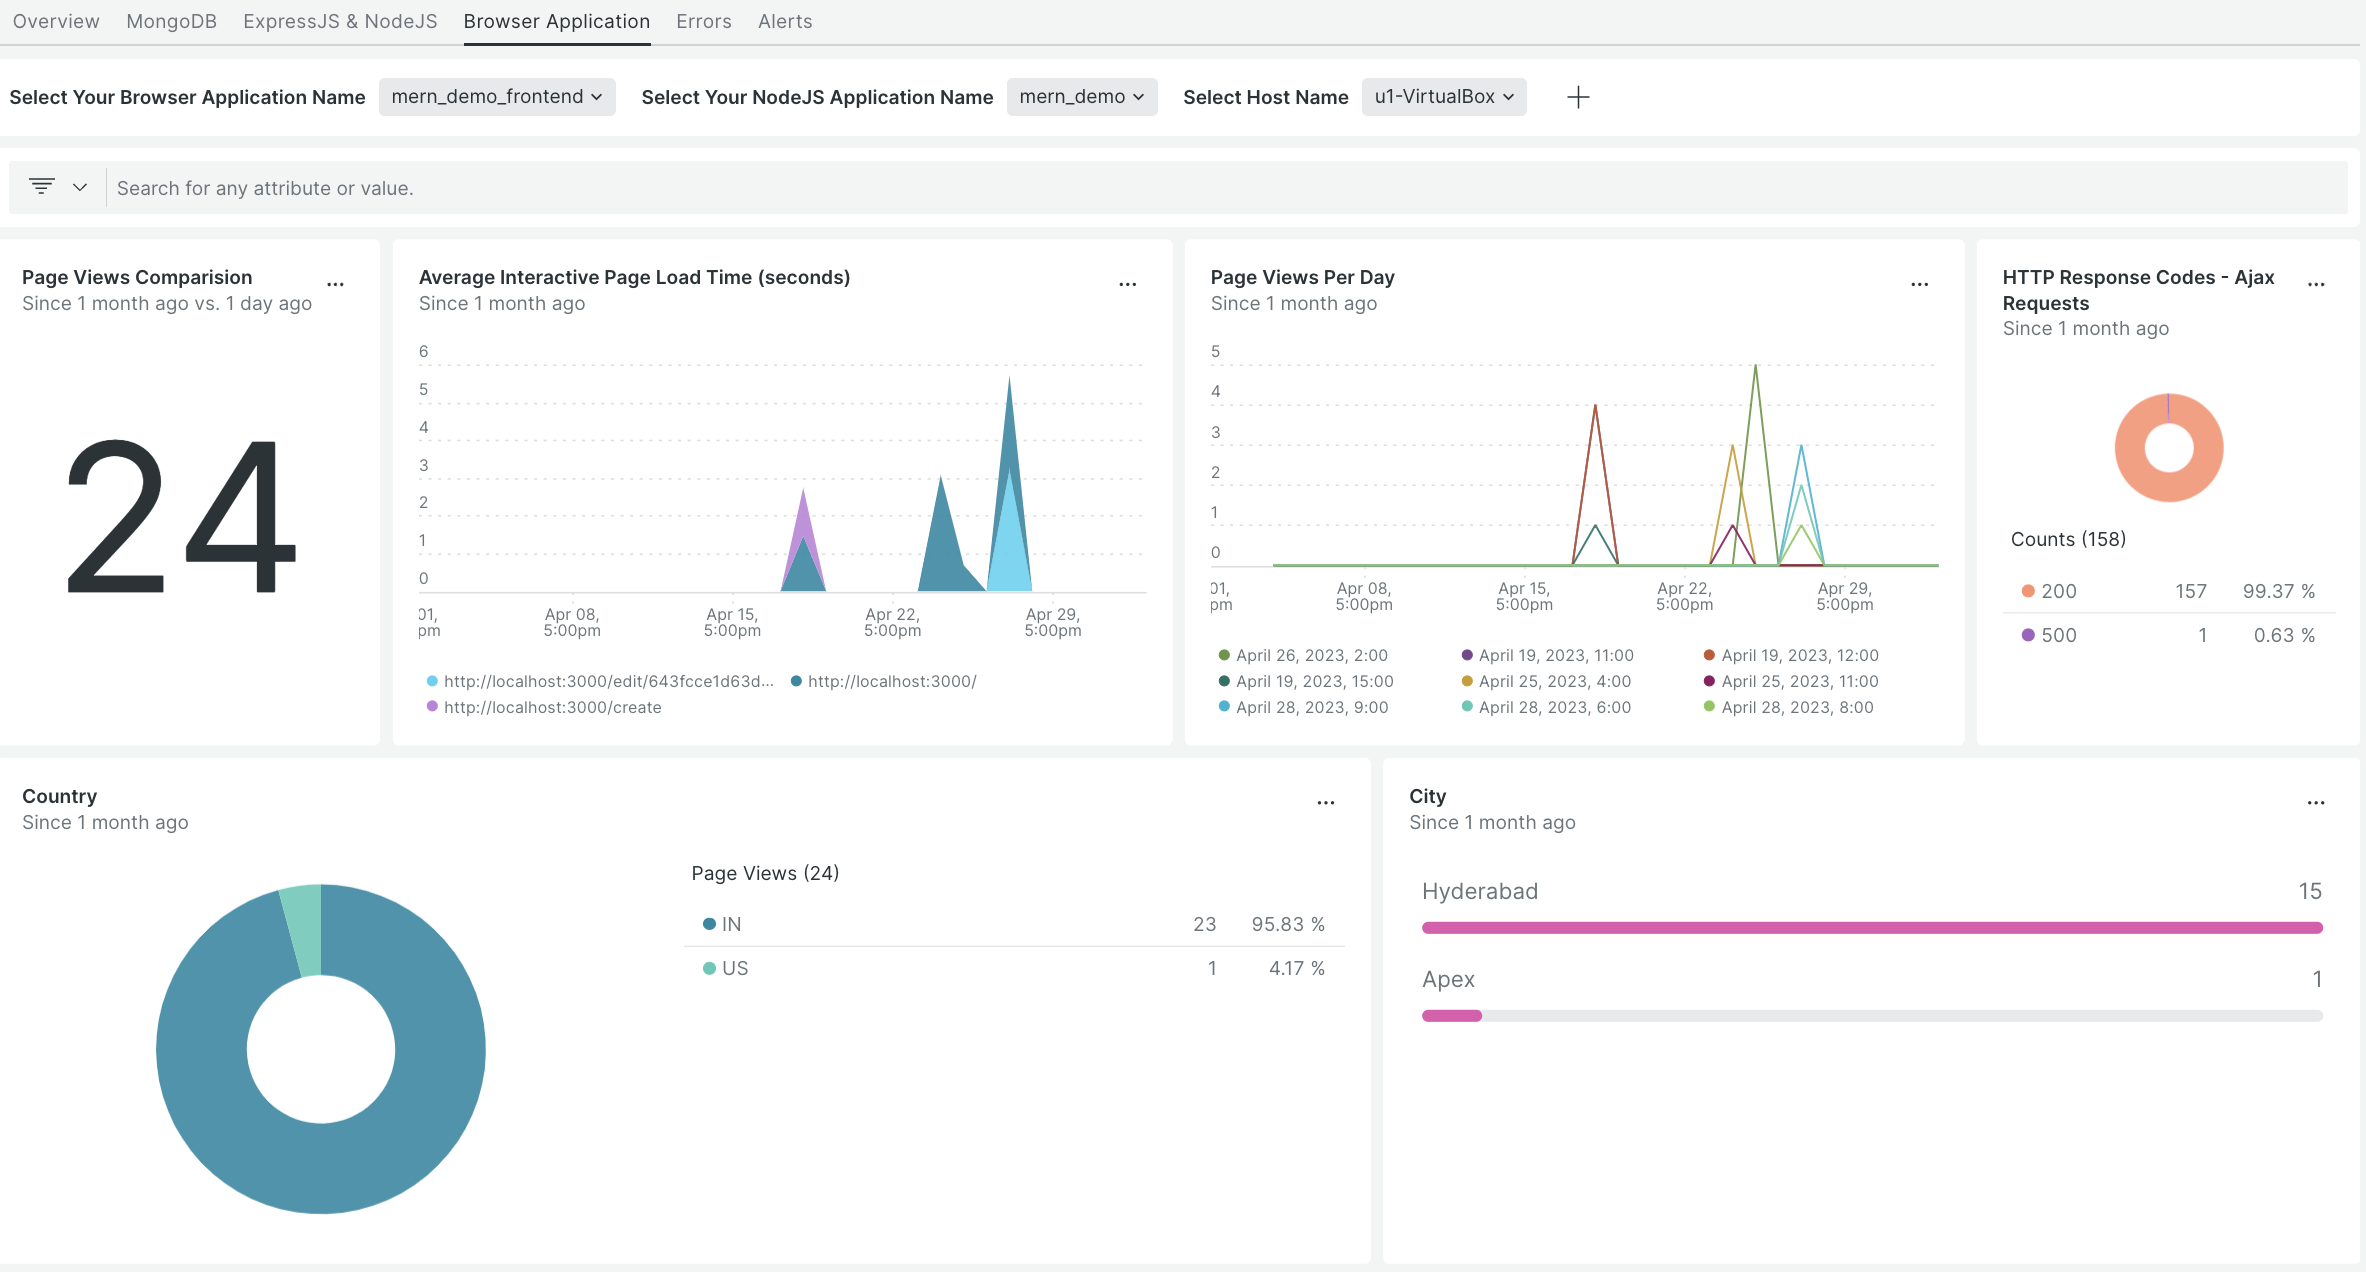 Overview MongoDB ExpressJS & NodeJS Browser Application Errors Alerts
Select Your Browser Application Name mern_demo_frontend Select Your NodeJS Application Name mern_demo Select Host Name u1-VirtualBox
Search for any attribute or value.
Page Views Comparision
Since 1 month ago vs. 1 day ago
24
Average Interactive Page Load Time (seconds)
Since 1 month ago
6
5
4
3
2
1
0
01, Apr 08, Apr 15, Apr 22, Apr 29,
pm 5:00pm 5:00pm 5:00pm 5:00pm
http://localhost:3000/edit/643fcce1d63d... http://localhost:3000/
http://localhost:3000/create
Page Views Per Day
Since 1 month ago
5
4
3
2
1
0
01, Apr 08, Apr 15, Apr 22, Apr 29,
pm 5:00pm 5:00pm 5:00pm 5:00pm
April 26, 2023, 2:00 April 19, 2023, 11:00 April 19, 2023, 12:00
April 19, 2023, 15:00 April 25, 2023, 4:00 April 25, 2023, 11:00
April 28, 2023, 9:00 April 28, 2023, 6:00 April 28, 2023, 8:00
HTTP Response Codes - Ajax
Requests
Since 1 month ago
Counts (158)
200 157 99.37 %
500 1 0.63 %
Country
Since 1 month ago
Page Views (24)
IN 23 95.83 %
US 1 4.17 %
City
Since 1 month ago
Hyderabad 15
Apex 1